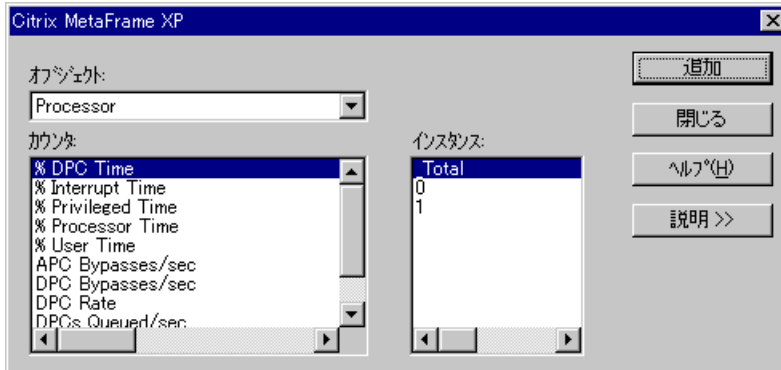 Citrix MetaFrame XP
オブジェクト:
Processor
カウンタ:
% DPC Time
% Interrupt Time
% Privileged Time
% Processor Time
% User Time
APC Bypasses/sec
DPC Bypasses/sec
DPC Rate
DPCs Queued/sec
インスタンス:
_Total
0
1
追加
閉じる
ヘルプ(H)
説明 >>